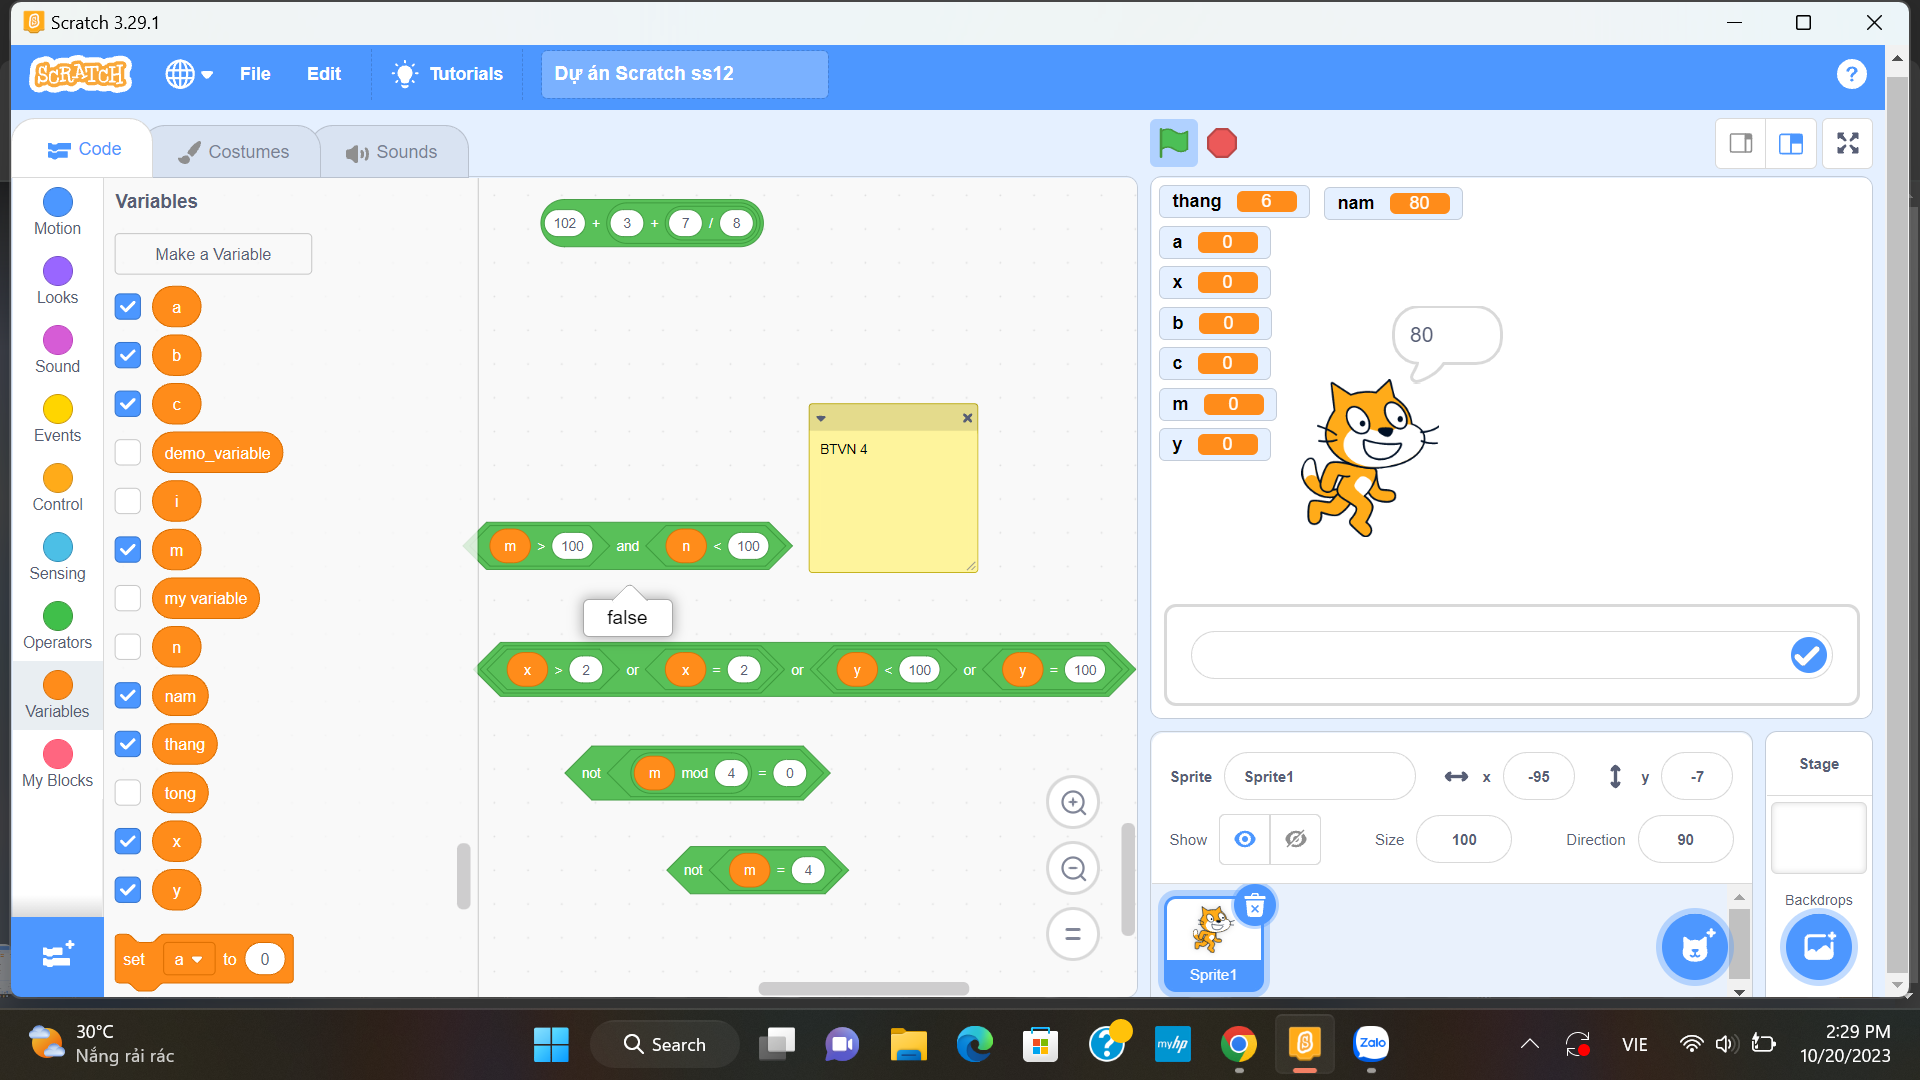 Scratch 3.29.1
SCRATCH File Edit Tutorials Dự án Scratch ss12 ?
Code Costumes Sounds
Motion
Looks
Sound
Events
Control
Sensing
Operators
Variables
My Blocks
Variables
Make a Variable
a
b
c
demo_variable
i
m
my variable
n
nam
thang
tong
x
y
set a to 0
102 + 3 + 7 / 8
BTVN 4
m > 100 and n < 100
false
x > 2 or x = 2 or y < 100 or y = 100
not m mod 4 = 0
not m = 4
thang 6 nam 80
a 0
x 0
b 0
c 0
m 0
y 0
80
Sprite Sprite1 x -95 y -7
Show Size 100 Direction 90
Sprite1
Stage
Backdrops
30°C
Nắng rải rác
Search
? myhp Zalo
VIE
2:29 PM
10/20/2023